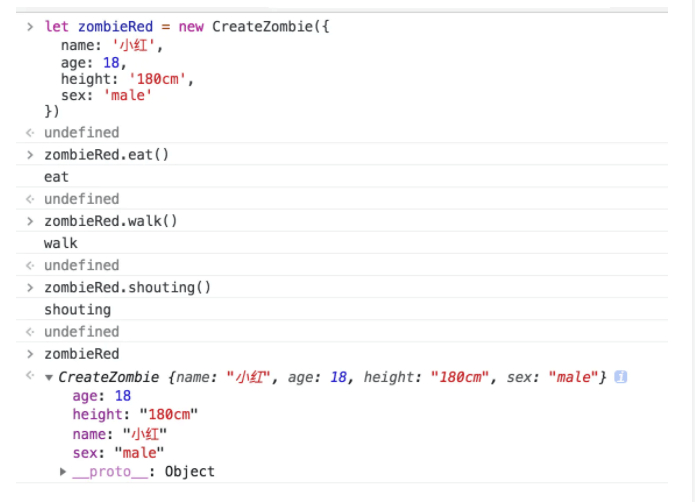 > let zombieRed = new CreateZombie({
name: '小红',
age: 18,
height: '180cm',
sex: 'male'
})
< undefined
> zombieRed.eat()
eat
< undefined
> zombieRed.walk()
walk
< undefined
> zombieRed.shouting()
shouting
< undefined
> zombieRed
< ▼ CreateZombie {name: "小红", age: 18, height: "180cm", sex: "male"} i
age: 18
height: "180cm"
name: "小红"
sex: "male"
▶ __proto__: Object